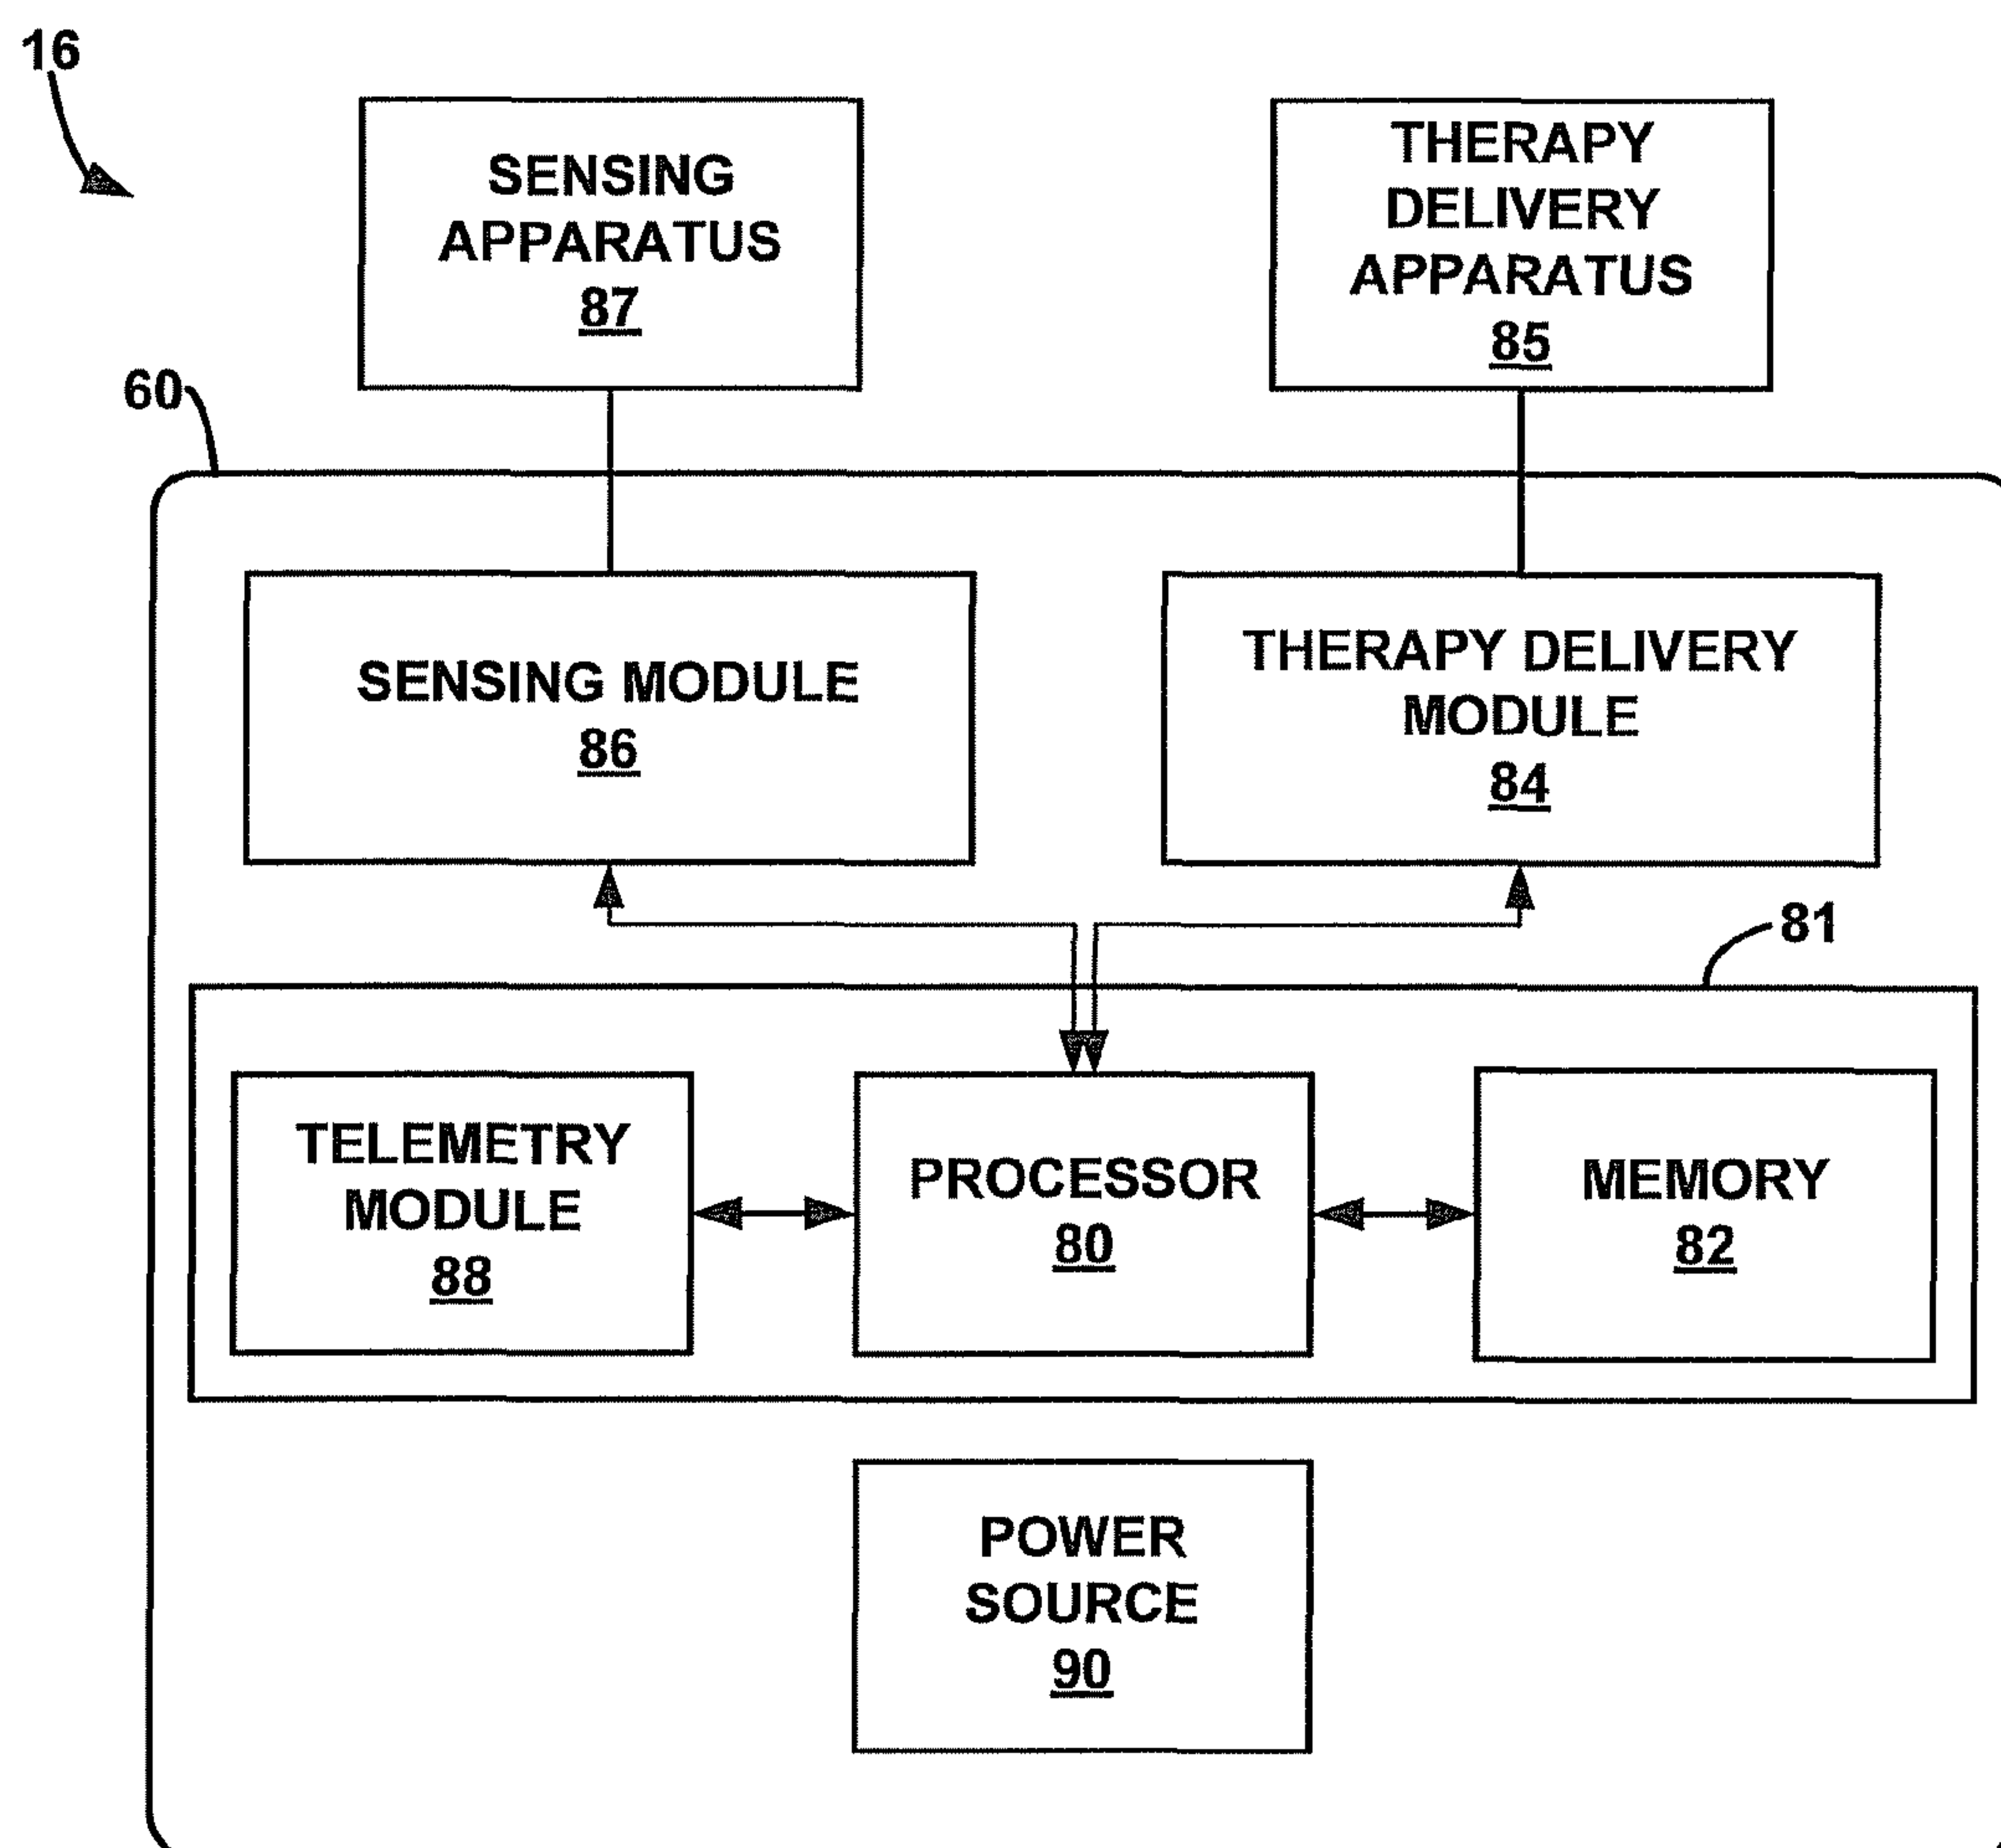 16
SENSING
APPARATUS
87
THERAPY
DELIVERY
APPARATUS
85
60
SENSING MODULE
86
THERAPY DELIVERY
MODULE
84
81
TELEMETRY
MODULE
88
PROCESSOR
80
MEMORY
82
POWER
SOURCE
90